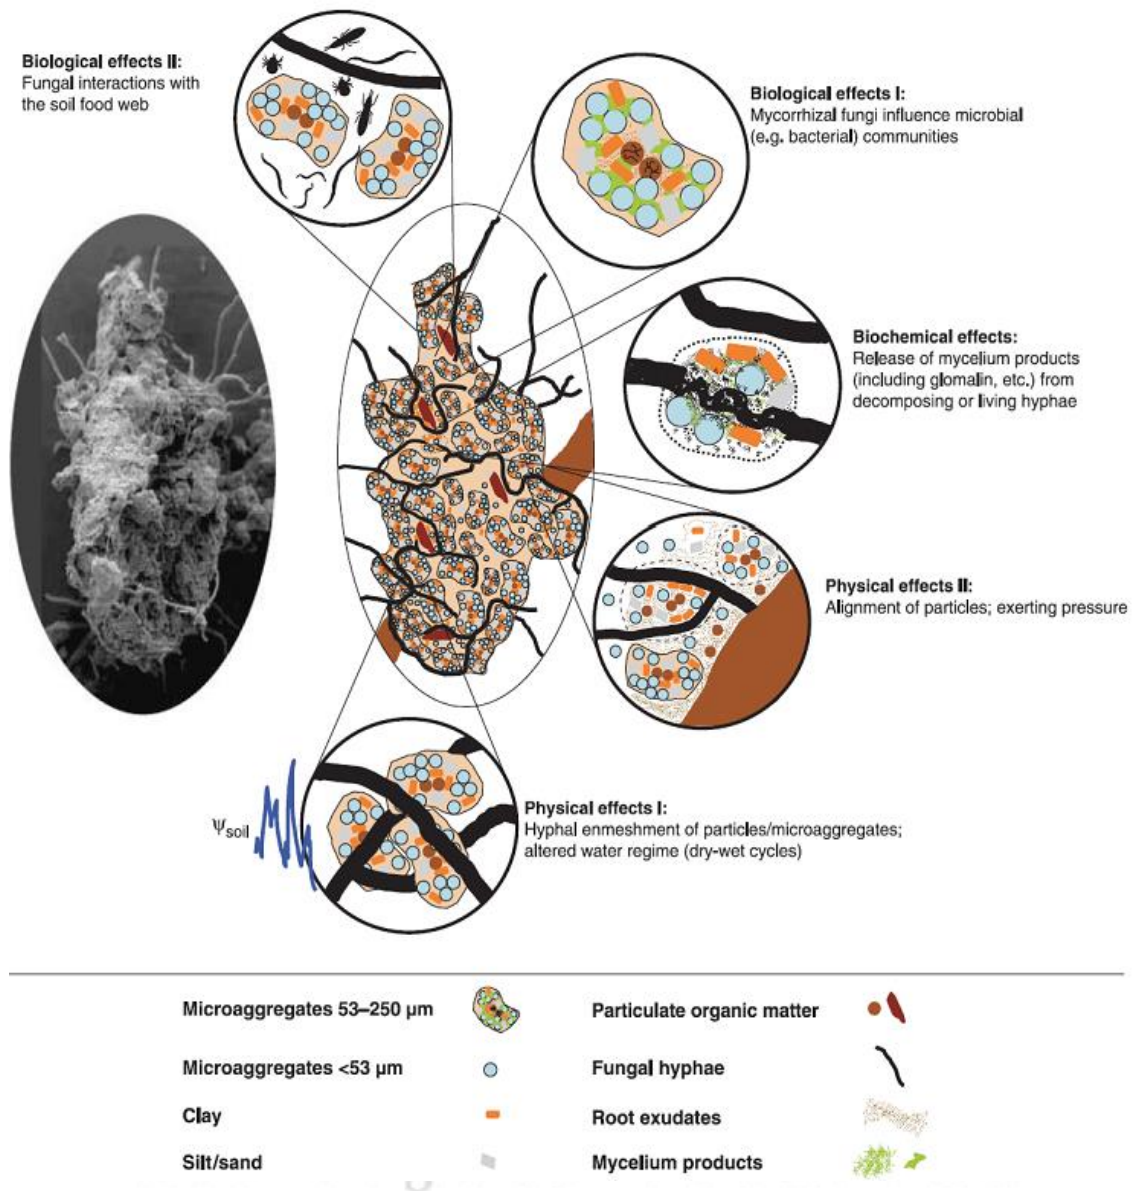 Biological effects II:
Fungal interactions with
the soil food web
Biological effects I:
Mycorrhizal fungi influence microbial
(e.g. bacterial) communities
Biochemical effects:
Release of mycelium products
(including glomalin, etc.) from
decomposing or living hyphae
Physical effects II:
Alignment of particles; exerting pressure
Ψsoil
Physical effects I:
Hyphal enmeshment of particles/microaggregates;
altered water regime (dry-wet cycles)
Microaggregates 53–250 µm
Particulate organic matter
Microaggregates <53 µm
Fungal hyphae
Clay
Root exudates
Silt/sand
Mycelium products